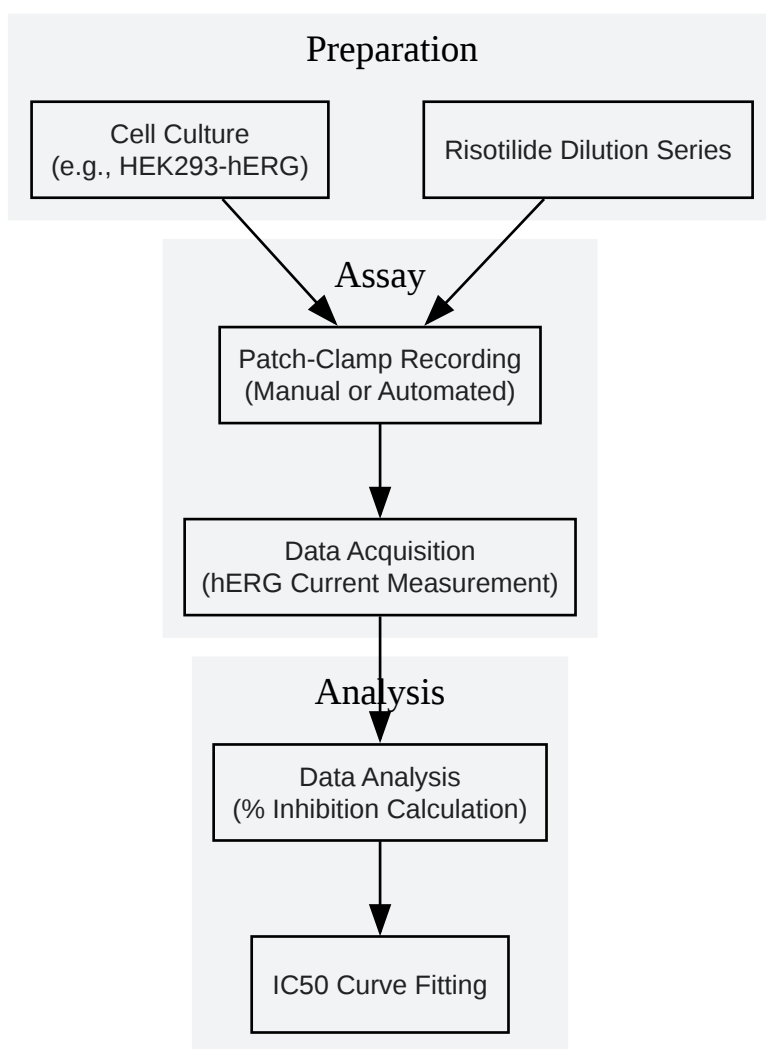 Preparation
Cell Culture
(e.g., HEK293-hERG)
Risotilide Dilution Series
Assay
Patch-Clamp Recording
(Manual or Automated)
Data Acquisition
(hERG Current Measurement)
Analysis
Data Analysis
(% Inhibition Calculation)
IC50 Curve Fitting